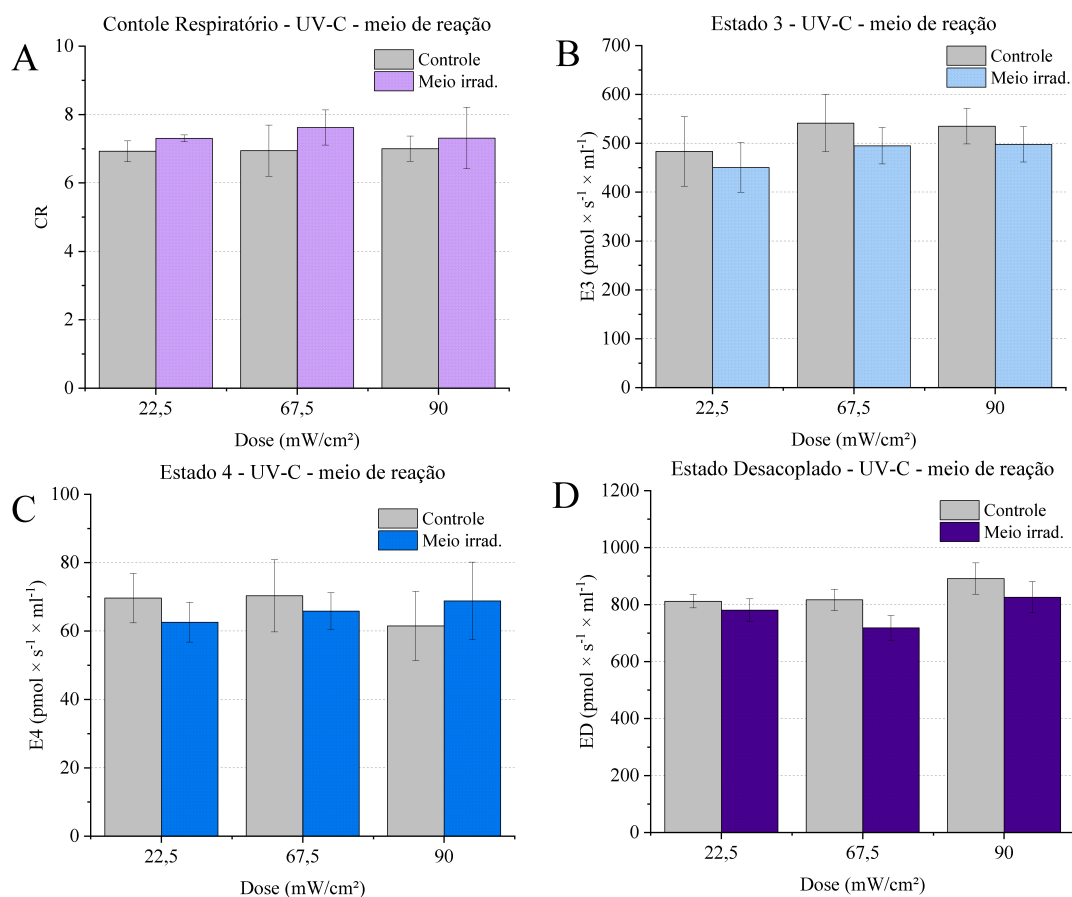 A
Contole Respiratório - UV-C - meio de reação
Controle
Meio irrad.
10
8
6
4
2
0
CR
22,5
67,5
90
Dose (mW/cm²)
B
Estado 3 - UV-C - meio de reação
Controle
Meio irrad.
700
600
500
400
300
200
100
0
E3 (pmol × s⁻¹ × ml⁻¹)
22,5
67,5
90
Dose (mW/cm²)
C
Estado 4 - UV-C - meio de reação
Controle
Meio irrad.
100
80
60
40
20
0
E4 (pmol × s⁻¹ × ml⁻¹)
22,5
67,5
90
Dose (mW/cm²)
D
Estado Desacoplado - UV-C - meio de reação
Controle
Meio irrad.
1200
1000
800
600
400
200
0
ED (pmol × s⁻¹ × ml⁻¹)
22,5
67,5
90
Dose (mW/cm²)